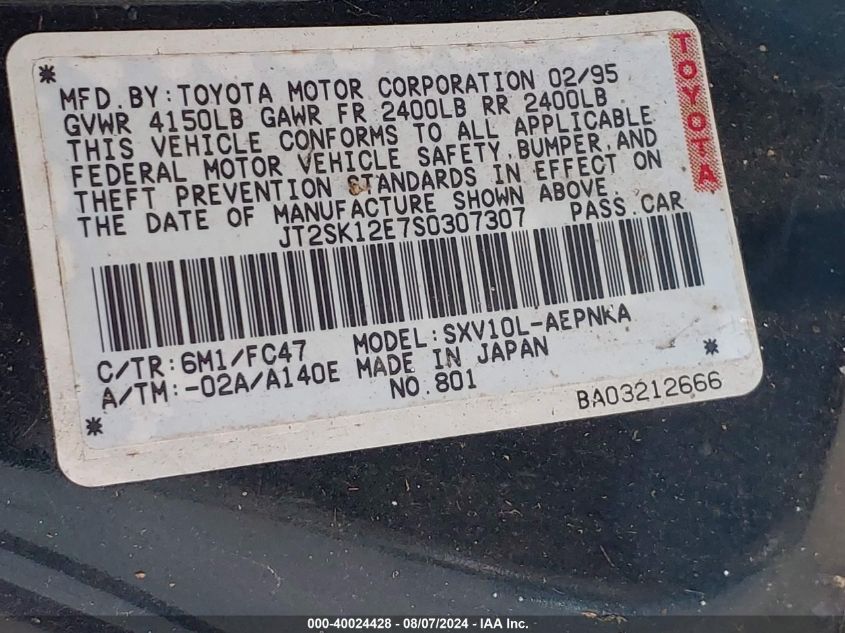 MFD.BY:TOYOTA MOTOR CORPORATION 02/95
GVWR 4150LB GAWR FR 2400LB RR 2400LB
THIS VEHICLE CONFORMS TO ALL APPLICABLE
FEDERAL MOTOR VEHICLE SAFETY,BUMPER,AND
THEFT PREVENTION STANDARDS IN EFFECT ON
THE DATE OF MANUFACTURE SHOWN ABOVE.
JT2SK12E7S0307307 PASS.CAR
C/TR:6M1/FC47 MODEL:SXV10L-AEPNKA
A/TM:-02A/A140E MADE IN JAPAN
NO.801
BA03212666
TOYOTA
000-40024428 - 08/07/2024 - IAA Inc.